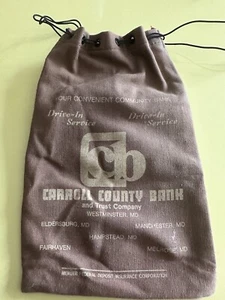 YOUR CONVENIENT COMMUNITY BANK
Drive-In Service
Drive-In Service
ccb
CARROLL COUNTY BANK
and Trust Company
WESTMINSTER, MD.
ELDERSBURG, MD
MANCHESTER, MD
HAMPSTEAD, MD
FAIRHAVEN
MEMBER FEDERAL DEPOSIT INSURANCE CORPORATION